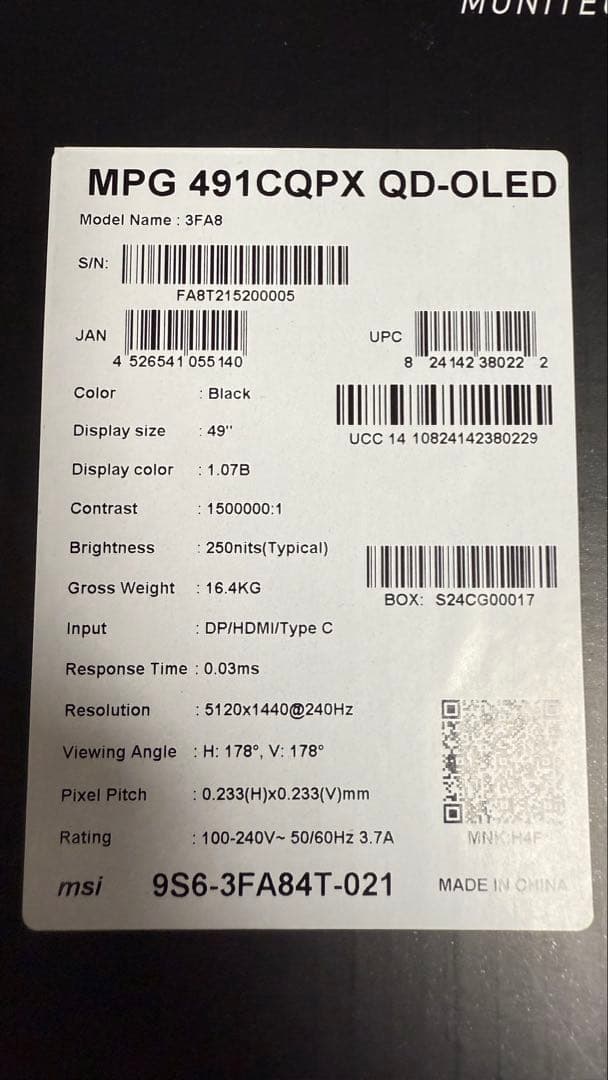 MPG 491CQPX QD-OLED
Model Name : 3FA8
S/N:
FA8T215200005
JAN
4 526541 055140
UPC
8 24142 38022 2
Color : Black
UCC 14 10824142380229
Display size : 49"
Display color : 1.07B
Contrast : 1500000:1
Brightness : 250nits(Typical)
Gross Weight : 16.4KG
BOX: S24CG00017
Input : DP/HDMI/Type C
Response Time : 0.03ms
Resolution : 5120x1440@240Hz
Viewing Angle : H: 178°, V: 178°
Pixel Pitch : 0.233(H)x0.233(V)mm
Rating : 100-240V~ 50/60Hz 3.7A
msi 9S6-3FA84T-021 MADE IN CHINA